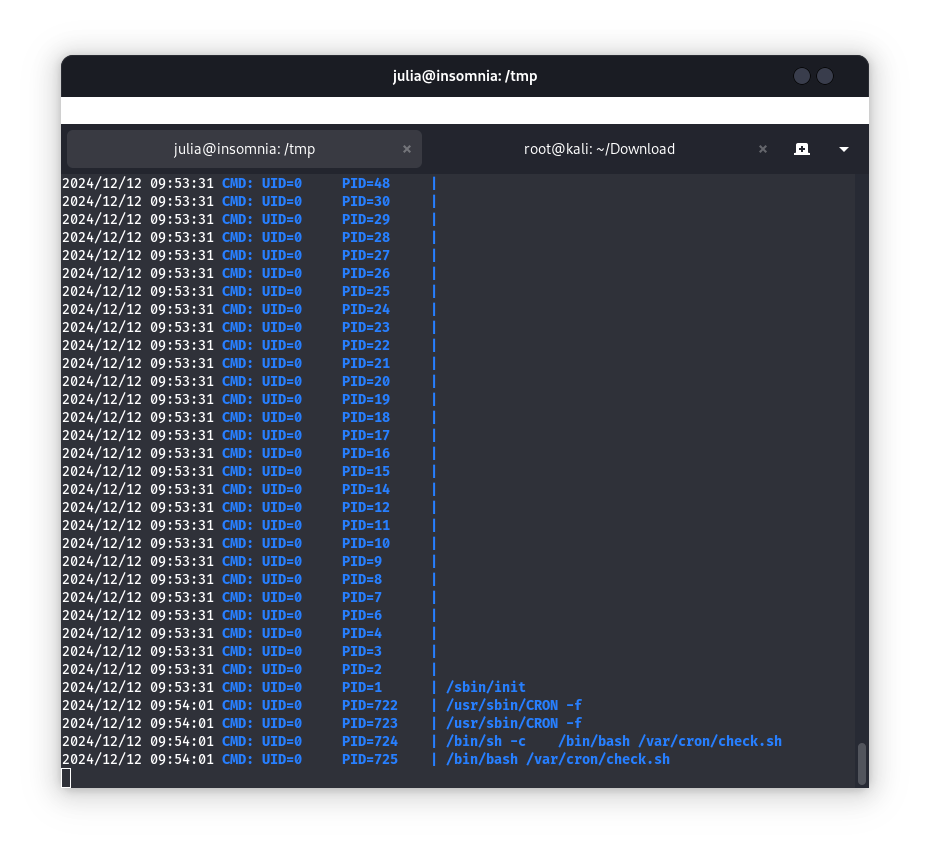 julia@insomnia: /tmp
julia@insomnia: /tmp × root@kali: ~/Download ×
2024/12/12 09:53:31 CMD: UID=0     PID=48     |
2024/12/12 09:53:31 CMD: UID=0     PID=30     |
2024/12/12 09:53:31 CMD: UID=0     PID=29     |
2024/12/12 09:53:31 CMD: UID=0     PID=28     |
2024/12/12 09:53:31 CMD: UID=0     PID=27     |
2024/12/12 09:53:31 CMD: UID=0     PID=26     |
2024/12/12 09:53:31 CMD: UID=0     PID=25     |
2024/12/12 09:53:31 CMD: UID=0     PID=24     |
2024/12/12 09:53:31 CMD: UID=0     PID=23     |
2024/12/12 09:53:31 CMD: UID=0     PID=22     |
2024/12/12 09:53:31 CMD: UID=0     PID=21     |
2024/12/12 09:53:31 CMD: UID=0     PID=20     |
2024/12/12 09:53:31 CMD: UID=0     PID=19     |
2024/12/12 09:53:31 CMD: UID=0     PID=18     |
2024/12/12 09:53:31 CMD: UID=0     PID=17     |
2024/12/12 09:53:31 CMD: UID=0     PID=16     |
2024/12/12 09:53:31 CMD: UID=0     PID=15     |
2024/12/12 09:53:31 CMD: UID=0     PID=14     |
2024/12/12 09:53:31 CMD: UID=0     PID=12     |
2024/12/12 09:53:31 CMD: UID=0     PID=11     |
2024/12/12 09:53:31 CMD: UID=0     PID=10     |
2024/12/12 09:53:31 CMD: UID=0     PID=9      |
2024/12/12 09:53:31 CMD: UID=0     PID=8      |
2024/12/12 09:53:31 CMD: UID=0     PID=7      |
2024/12/12 09:53:31 CMD: UID=0     PID=6      |
2024/12/12 09:53:31 CMD: UID=0     PID=4      |
2024/12/12 09:53:31 CMD: UID=0     PID=3      |
2024/12/12 09:53:31 CMD: UID=0     PID=2      |
2024/12/12 09:53:31 CMD: UID=0     PID=1      | /sbin/init
2024/12/12 09:54:01 CMD: UID=0     PID=722    | /usr/sbin/CRON -f
2024/12/12 09:54:01 CMD: UID=0     PID=723    | /usr/sbin/CRON -f
2024/12/12 09:54:01 CMD: UID=0     PID=724    | /bin/sh -c    /bin/bash /var/cron/check.sh
2024/12/12 09:54:01 CMD: UID=0     PID=725    | /bin/bash /var/cron/check.sh